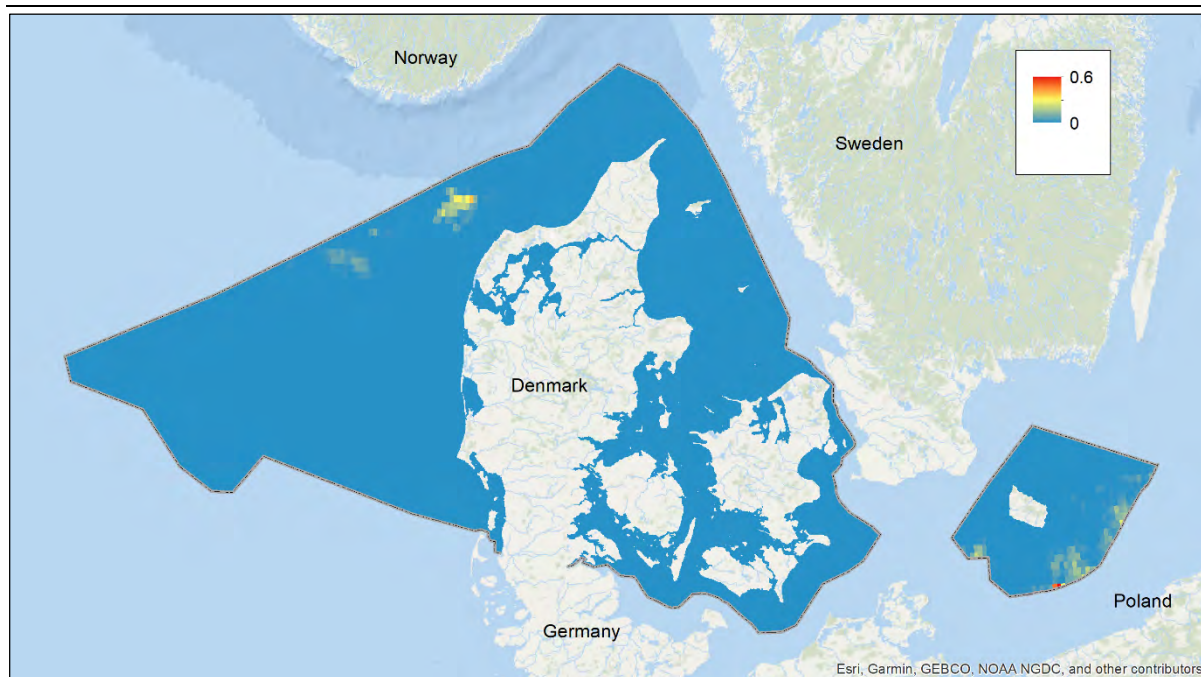 Norway
0.6
0
Sweden
Denmark
Poland
Germany
Esri, Garmin, GEBCO, NOAA NGDC, and other contributors